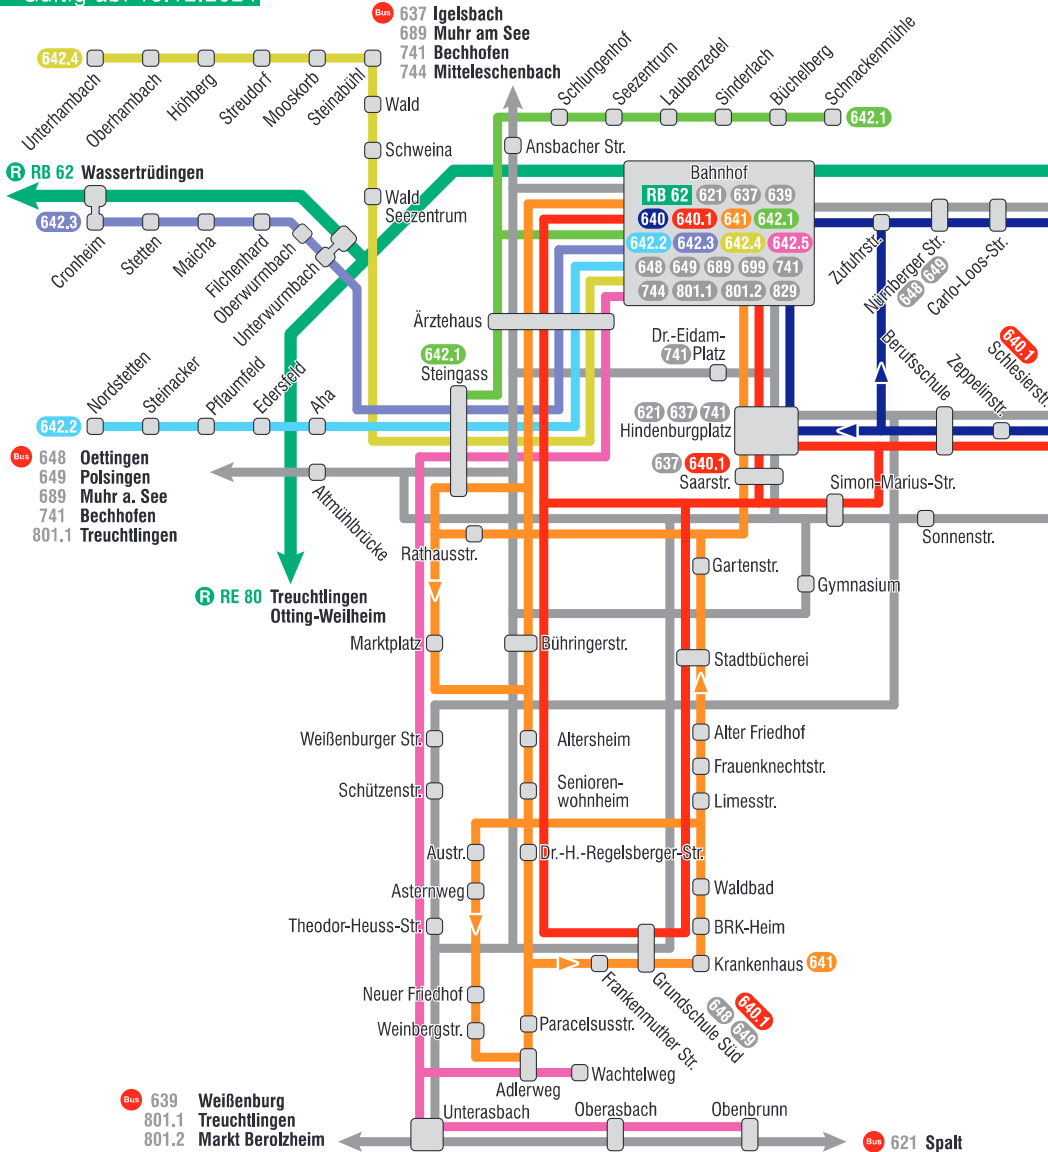 Bus 637 Igelsbach
689 Muhr am See
741 Bechhofen
744 Mitteleschenbach
642.4
Unterhambach
Oberhambach
Höhberg
Streudorf
Mooskorb
Steinabühl
Wald
Schweina
Wald
Seezentrum
Schlungenhof
Seezentrum
Laubenzedel
Sinderlach
Büchelberg
Schnackenmühle
642.1
Ansbacher Str.
R RB 62 Wassertrüdingen
642.3
Cronheim
Stetten
Maicha
Filchenhard
Oberwurmbach
Unterwurmbach
Bahnhof
RB 62 621 637 639
640 640.1 641 642.1
642.2 642.3 642.4 642.5
648 649 689 699 741
744 801.1 801.2 829
Zufuhrstr.
Nürnberger Str.
648 649
Carlo-Loos-Str.
Ärztehaus
642.1
Steingass
Dr.-Eidam-
741 Platz
Berufsschule
Zeppelinstr.
640.1
Schlesierstr.
642.2
Nordstetten
Steinacker
Pflaumfeld
Edersfeld
Aha
621 637 741
Hindenburgplatz
Bus 648 Oettingen
649 Polsingen
689 Muhr a. See
741 Bechhofen
801.1 Treuchtlingen
Altmühlbrücke
637 640.1
Saarstr.
Simon-Marius-Str.
Sonnenstr.
Rathausstr.
Gartenstr.
Gymnasium
R RE 80 Treuchtlingen
Otting-Weilheim
Marktplatz
Bühringerstr.
Stadtbücherei
Weißenburger Str.
Altersheim
Alter Friedhof
Frauenknechtstr.
Schützenstr.
Senioren-
wohnheim
Limesstr.
Austr.
Dr.-H.-Regelsberger-Str.
Asternweg
Waldbad
Theodor-Heuss-Str.
BRK-Heim
Krankenhaus 641
Neuer Friedhof
Frankenmuther Str.
Grundschule Süd
648 649
640.1
Weinbergstr.
Paracelsusstr.
Adlerweg
Wachtelweg
Bus 639 Weißenburg
801.1 Treuchtlingen
801.2 Markt Berolzheim
Unterasbach
Oberasbach
Obenbrunn
Bus 621 Spalt